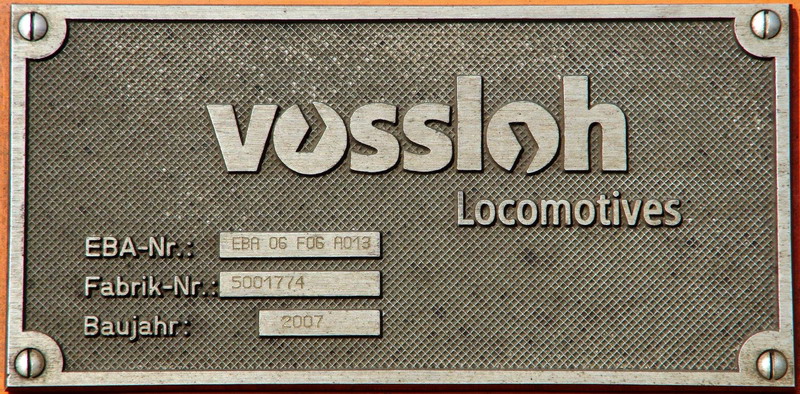 vossloh
Locomotives
EBA-Nr.: EBA 06 F06 A013
Fabrik-Nr.: 5001774
Baujahr: 2007